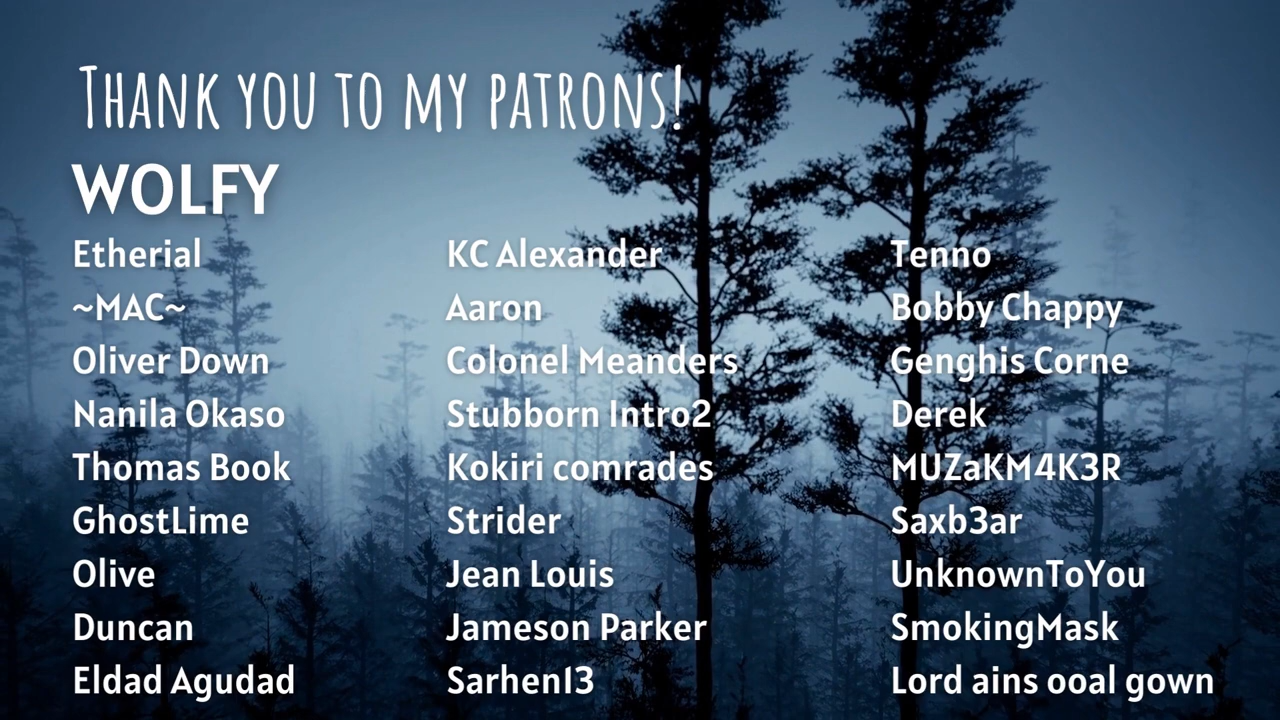 Thank you to my patrons!
WOLFY
Etherial
~MAC~
Oliver Down
Nanila Okaso
Thomas Book
GhostLime
Olive
Duncan
Eldad Agudad
KC Alexander
Aaron
Colonel Meanders
Stubborn Intro2
Kokiri comrades
Strider
Jean Louis
Jameson Parker
Sarhen13
Tenno
Bobby Chappy
Genghis Corne
Derek
MUZaKM4K3R
Saxb3ar
UnknownToYou
SmokingMask
Lord ains ooal gown